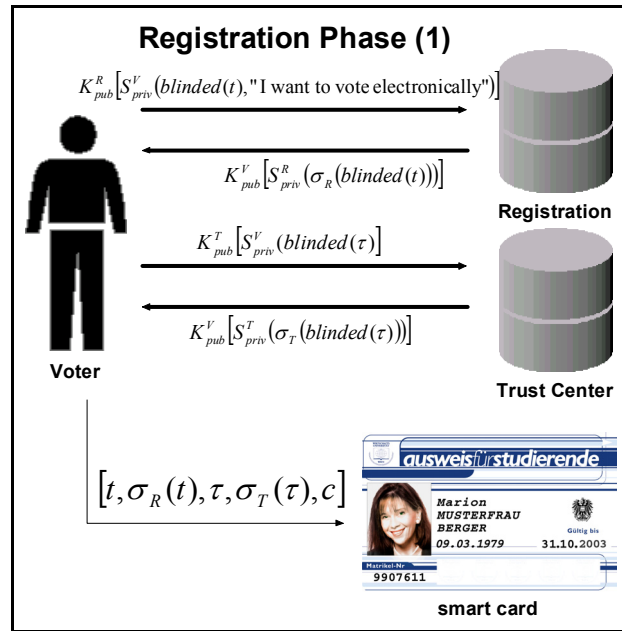 Registration Phase (1)
K^R_pub[S^V_priv(blinded(t),"I want to vote electronically")]
K^V_pub[S^R_priv(σ_R(blinded(t)))]
Registration
K^T_pub[S^V_priv(blinded(τ)]
K^V_pub[S^T_priv(σ_T(blinded(τ)))]
Voter
Trust Center
[t,σ_R(t),τ,σ_T(τ),c]
ausweisfürstudierende
Marion
MUSTERFRAU
BERGER
Gültig bis
09.03.1979 31.10.2003
Matrikel-Nr
9907611
smart card